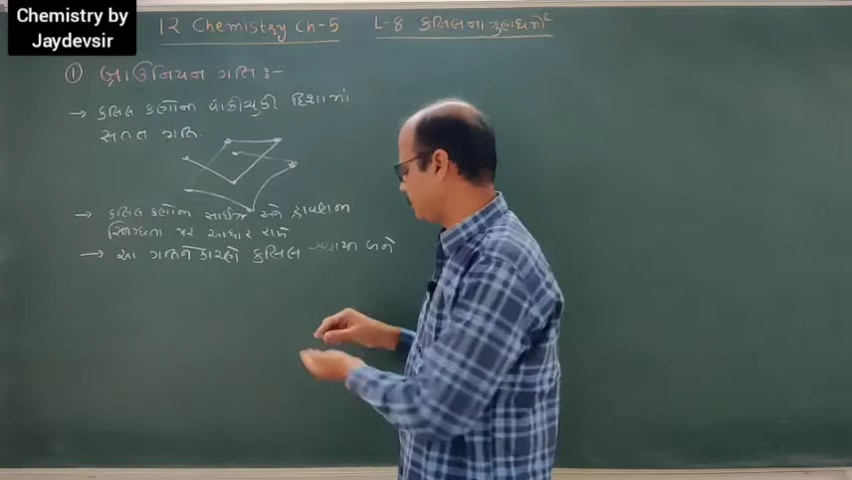 Chemistry by
Jaydevsir
12 Chemistry Ch-5 L-8 કલિલના ગુણધર્મો
① બ્રાઉનિયન ગતિ :-
→ કલિલ કણોની વાંકીચુકી દિશામાં
સતત ગતિ.
→ કલિલ કણોના સાઈઝ અને દ્રાવણના
સ્નિગ્ધતા પર આધાર રાખે
→ આ ગતિને કારણે કલિલ સ્થાયી બને